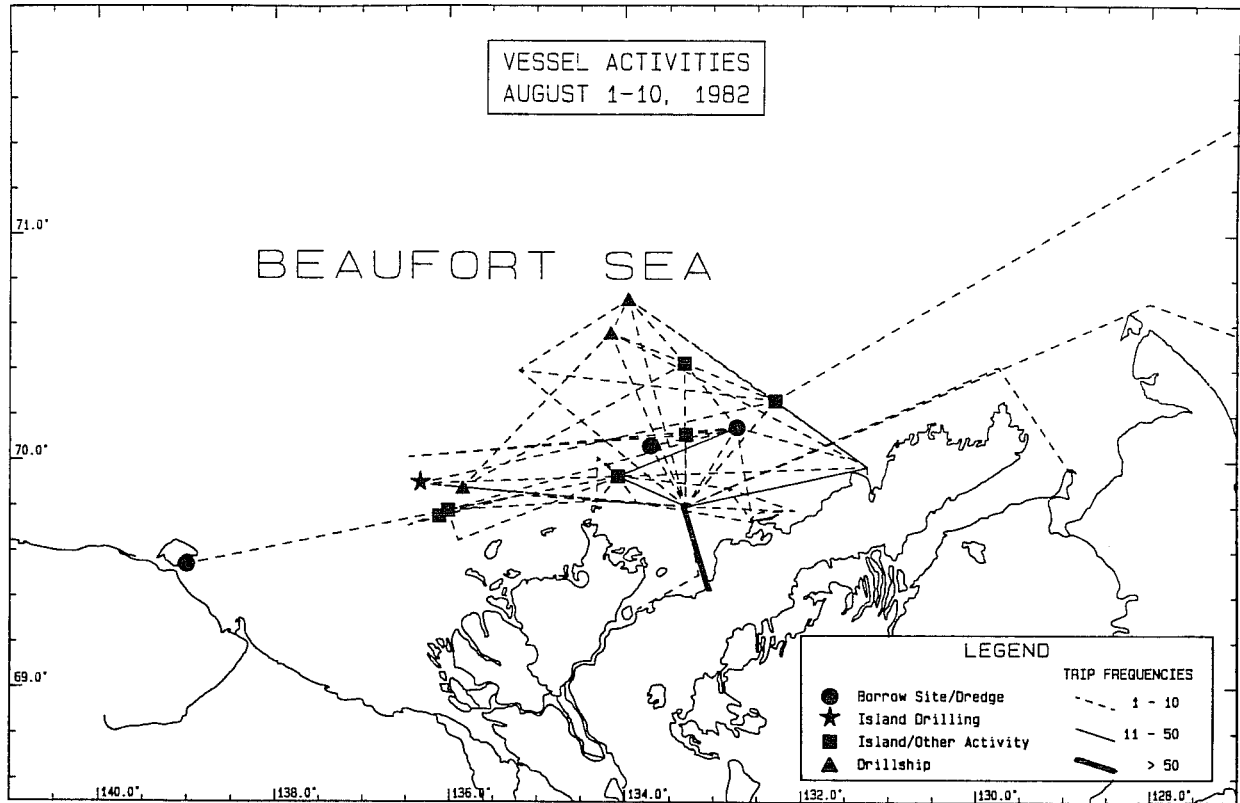 VESSEL ACTIVITIES
AUGUST 1-10, 1982
71.0°
BEAUFORT SEA
70.0°
69.0°
LEGEND
TRIP FREQUENCIES
Borrow Site/Dredge
1 - 10
Island Drilling
11 - 50
Island/Other Activity
> 50
Drillship
140.0°
138.0°
136.0°
134.0°
132.0°
130.0°
128.0°